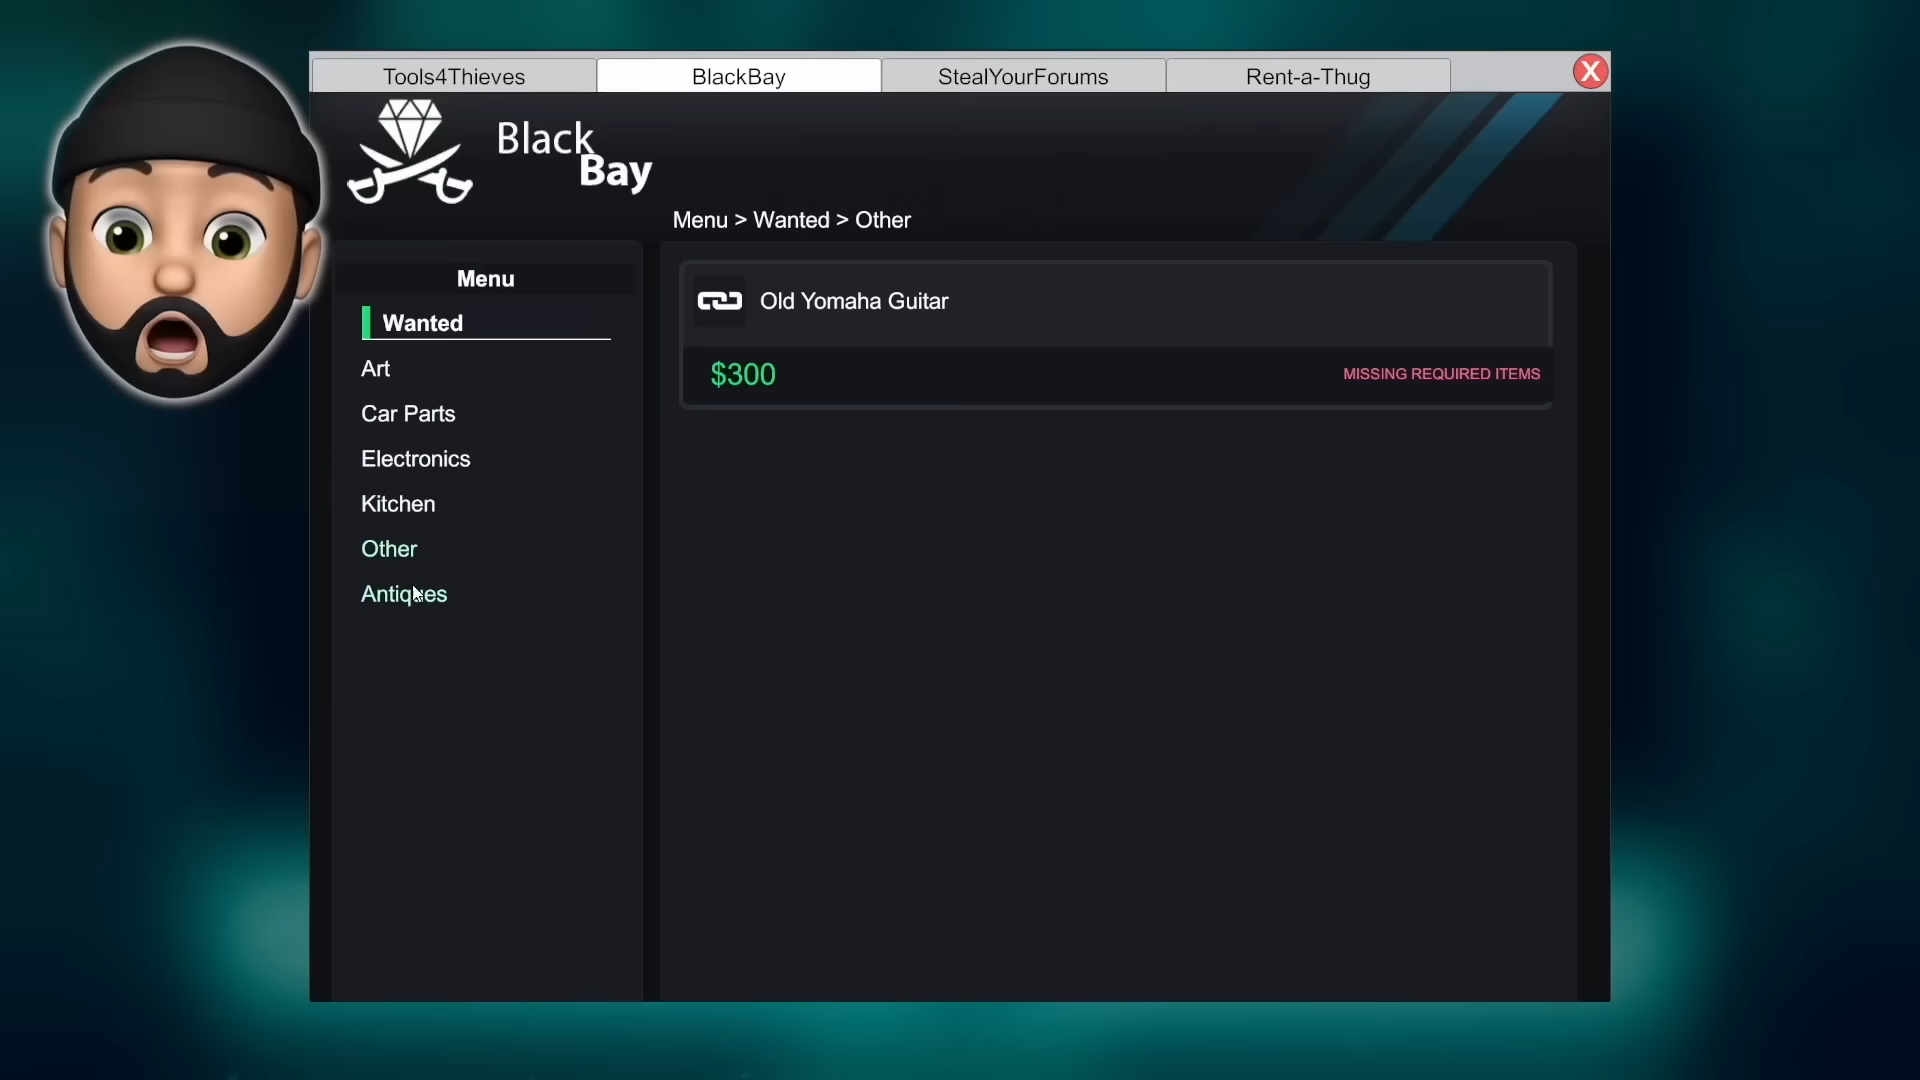 Tools4Thieves
BlackBay
StealYourForums
Rent-a-Thug
X
Black
Bay
Menu > Wanted > Other
Menu
Wanted
Art
Car Parts
Electronics
Kitchen
Other
Antiques
Old Yomaha Guitar
$300
MISSING REQUIRED ITEMS